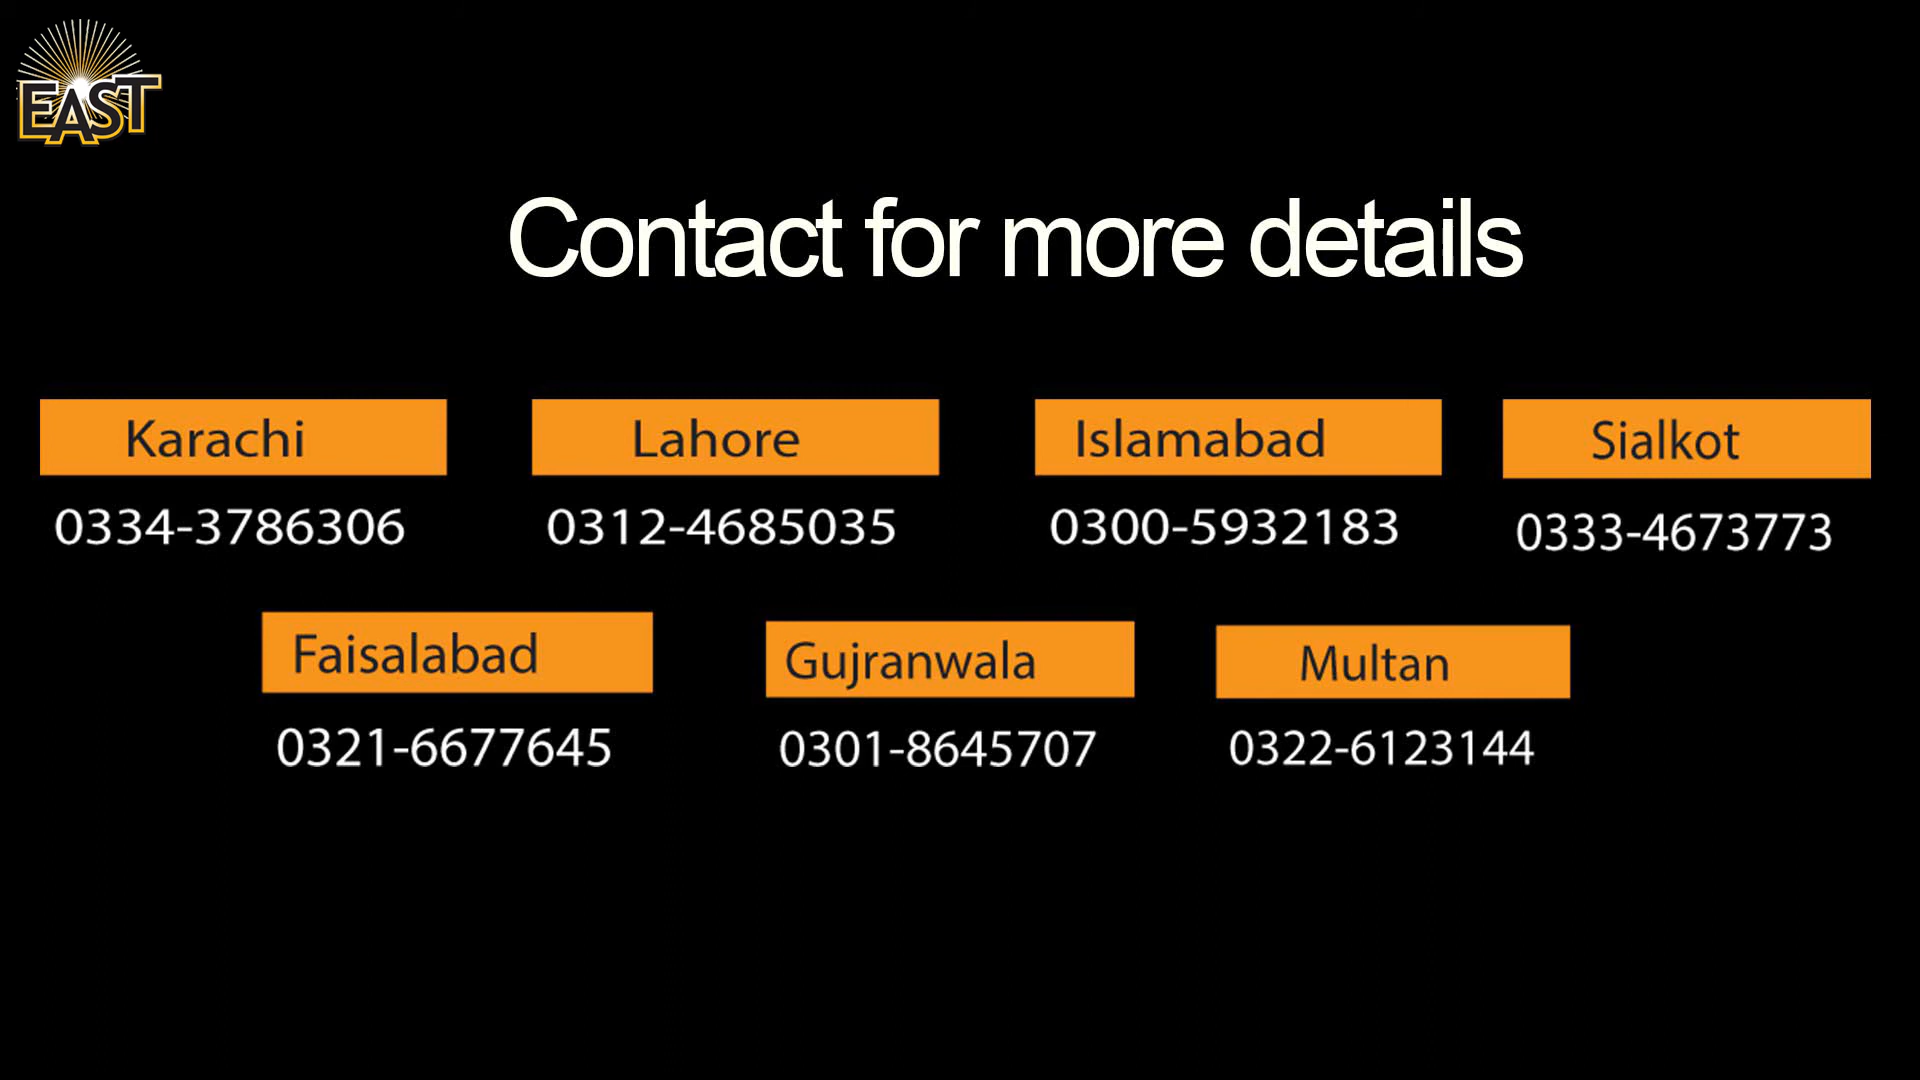 EAST
Contact for more details
Karachi
Lahore
Islamabad
Sialkot
0334-3786306
0312-4685035
0300-5932183
0333-4673773
Faisalabad
Gujranwala
Multan
0321-6677645
0301-8645707
0322-6123144